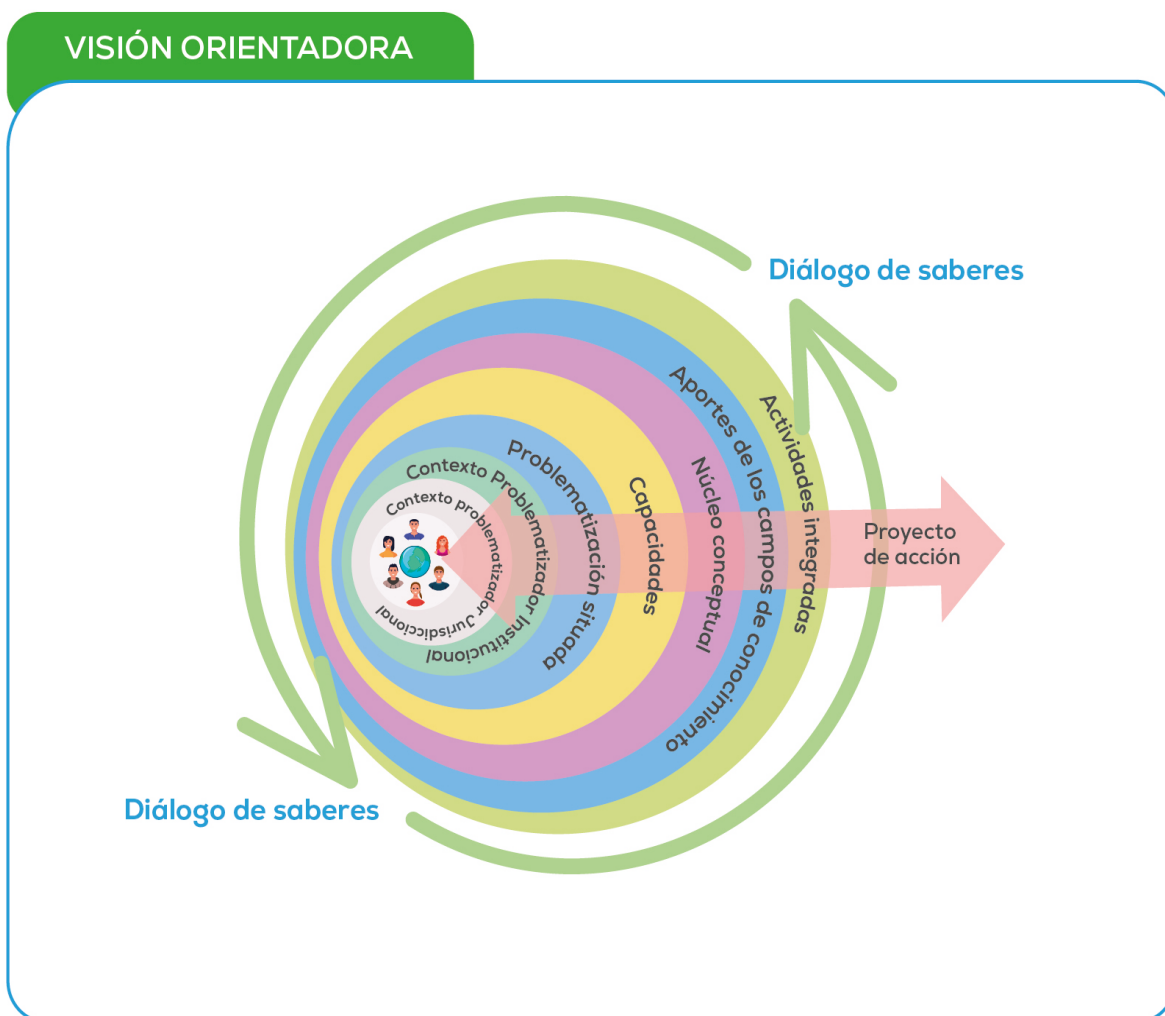 VISIÓN ORIENTADORA
Diálogo de saberes
Actividades integradas
Aportes de los campos de conocimiento
Núcleo conceptual
Capacidades
Problematización situada
Contexto Problematizador Institucional
Contexto problematizador Jurisdiccional
Proyecto
de acción
Diálogo de saberes